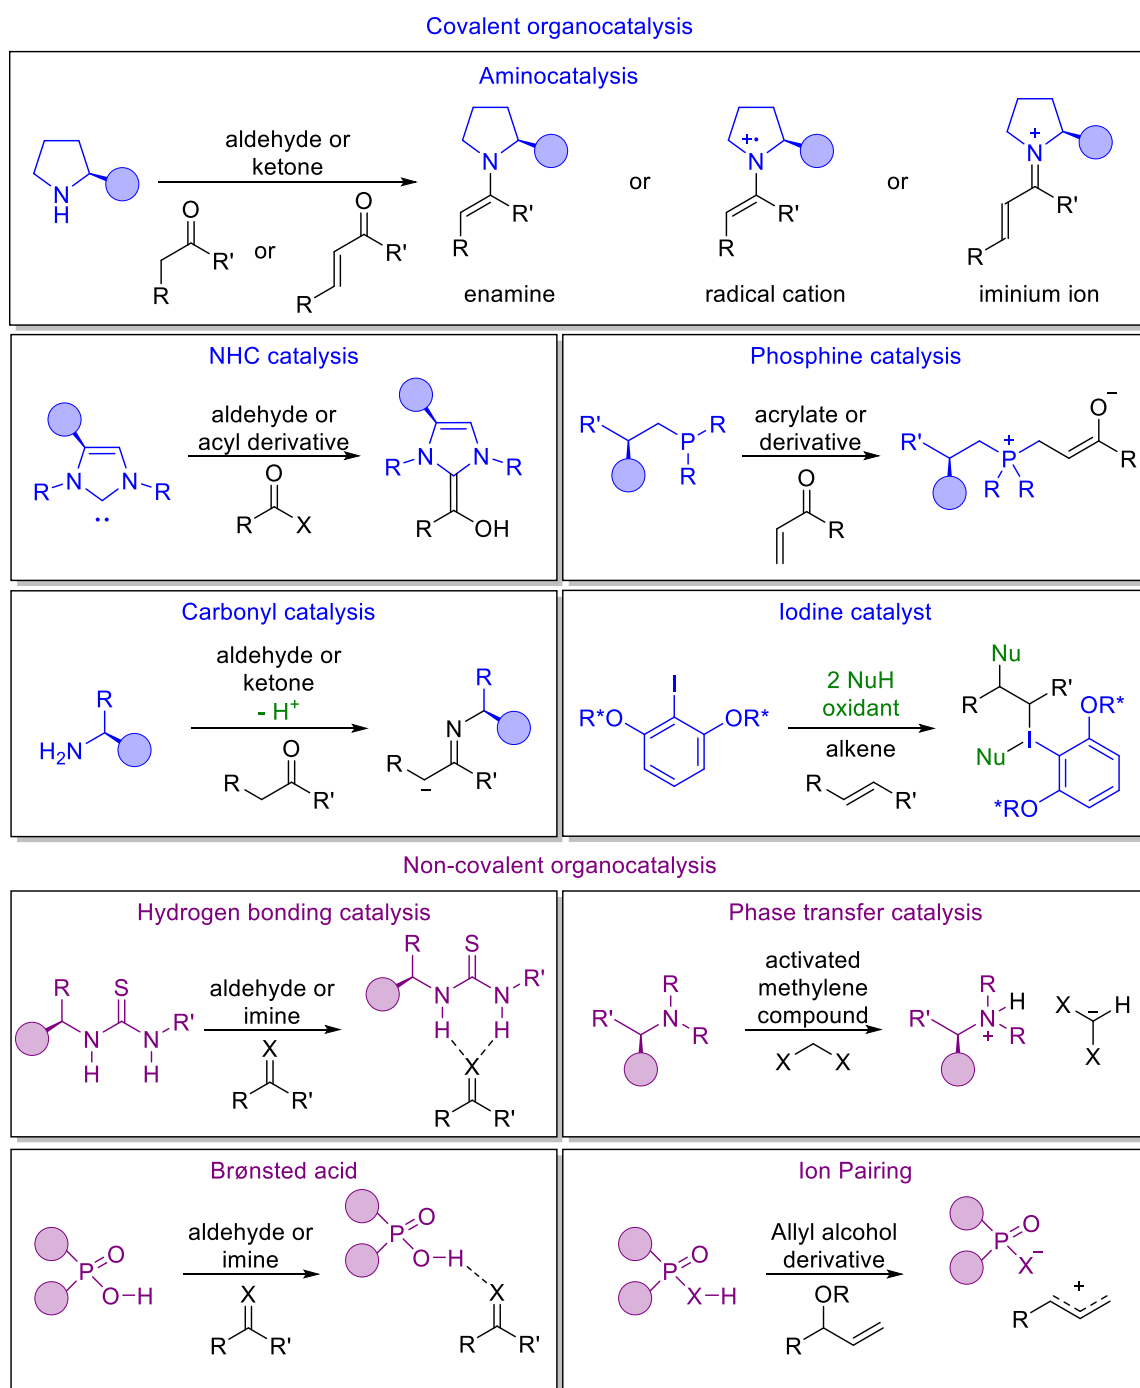 Covalent organocatalysis
Aminocatalysis
aldehyde or
ketone
N
H
O
R'
R
or
O
R'
R
N
R'
R
enamine
or
+•
N
R'
R
radical cation
or
+
N
R'
R
iminium ion
NHC catalysis
R
N
N
R
••
aldehyde or
acyl derivative
O
R
X
R
N
N
R
R
OH
Phosphine catalysis
R'
P
R
R
acrylate or
derivative
O
R
R'
+
P
R
R
O−
R
Carbonyl catalysis
R
H2N
aldehyde or
ketone
- H+
O
R
R'
R
N
R
−
R'
Iodine catalyst
I
R*O
OR*
2 NuH
oxidant
alkene
R
R'
Nu
R
R'
Nu
I
OR*
*RO
Non-covalent organocatalysis
Hydrogen bonding catalysis
R
S
N
N
R'
H
H
aldehyde or
imine
X
R
R'
R
S
N
N
R'
H
H
X
R
R'
Phase transfer catalysis
R'
R
N
R
activated
methylene
compound
X
X
R'
R
H
N
+
R
X
−
H
X
Brønsted acid
P
O
O−H
aldehyde or
imine
X
R
R'
P
O
O−H
X
R
R'
Ion Pairing
P
O
X−H
Allyl alcohol
derivative
OR
R
P
O
X−
+
R